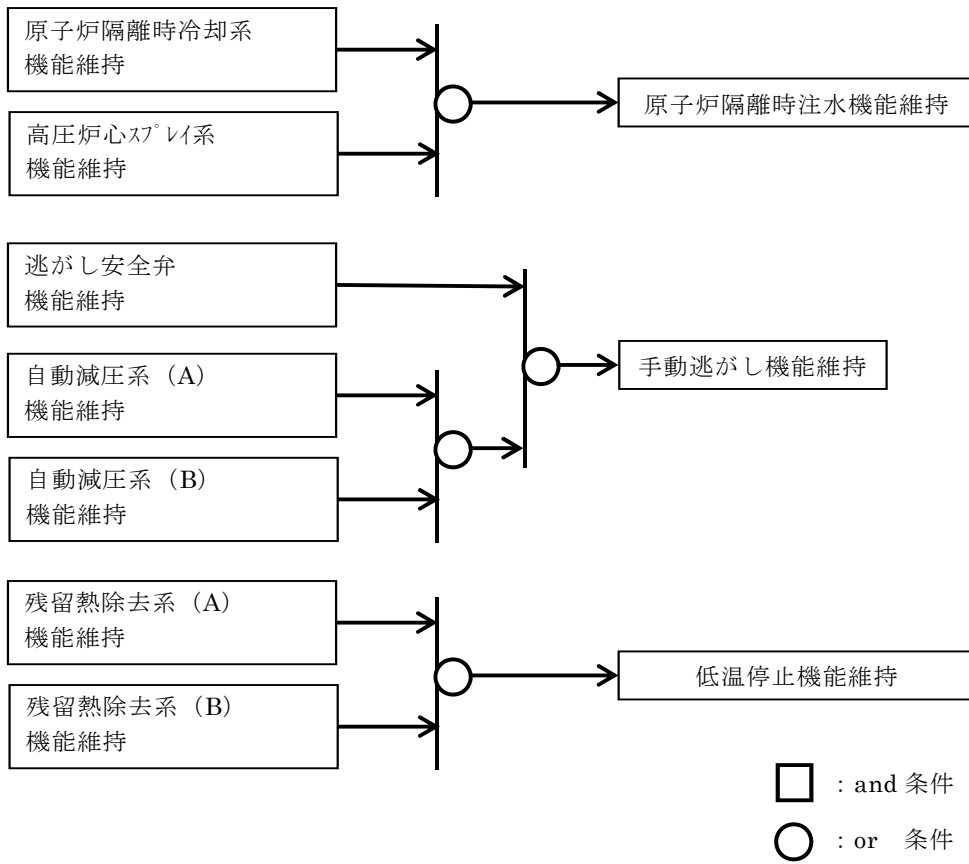 原子炉隔離時冷却系
機能維持
原子炉隔離時注水機能維持
高圧炉心ｽﾌﾟﾚｲ系
機能維持
逃がし安全弁
機能維持
自動減圧系（A）
機能維持
手動逃がし機能維持
自動減圧系（B）
機能維持
残留熱除去系（A）
機能維持
低温停止機能維持
残留熱除去系（B）
機能維持
：and 条件
：or　条件